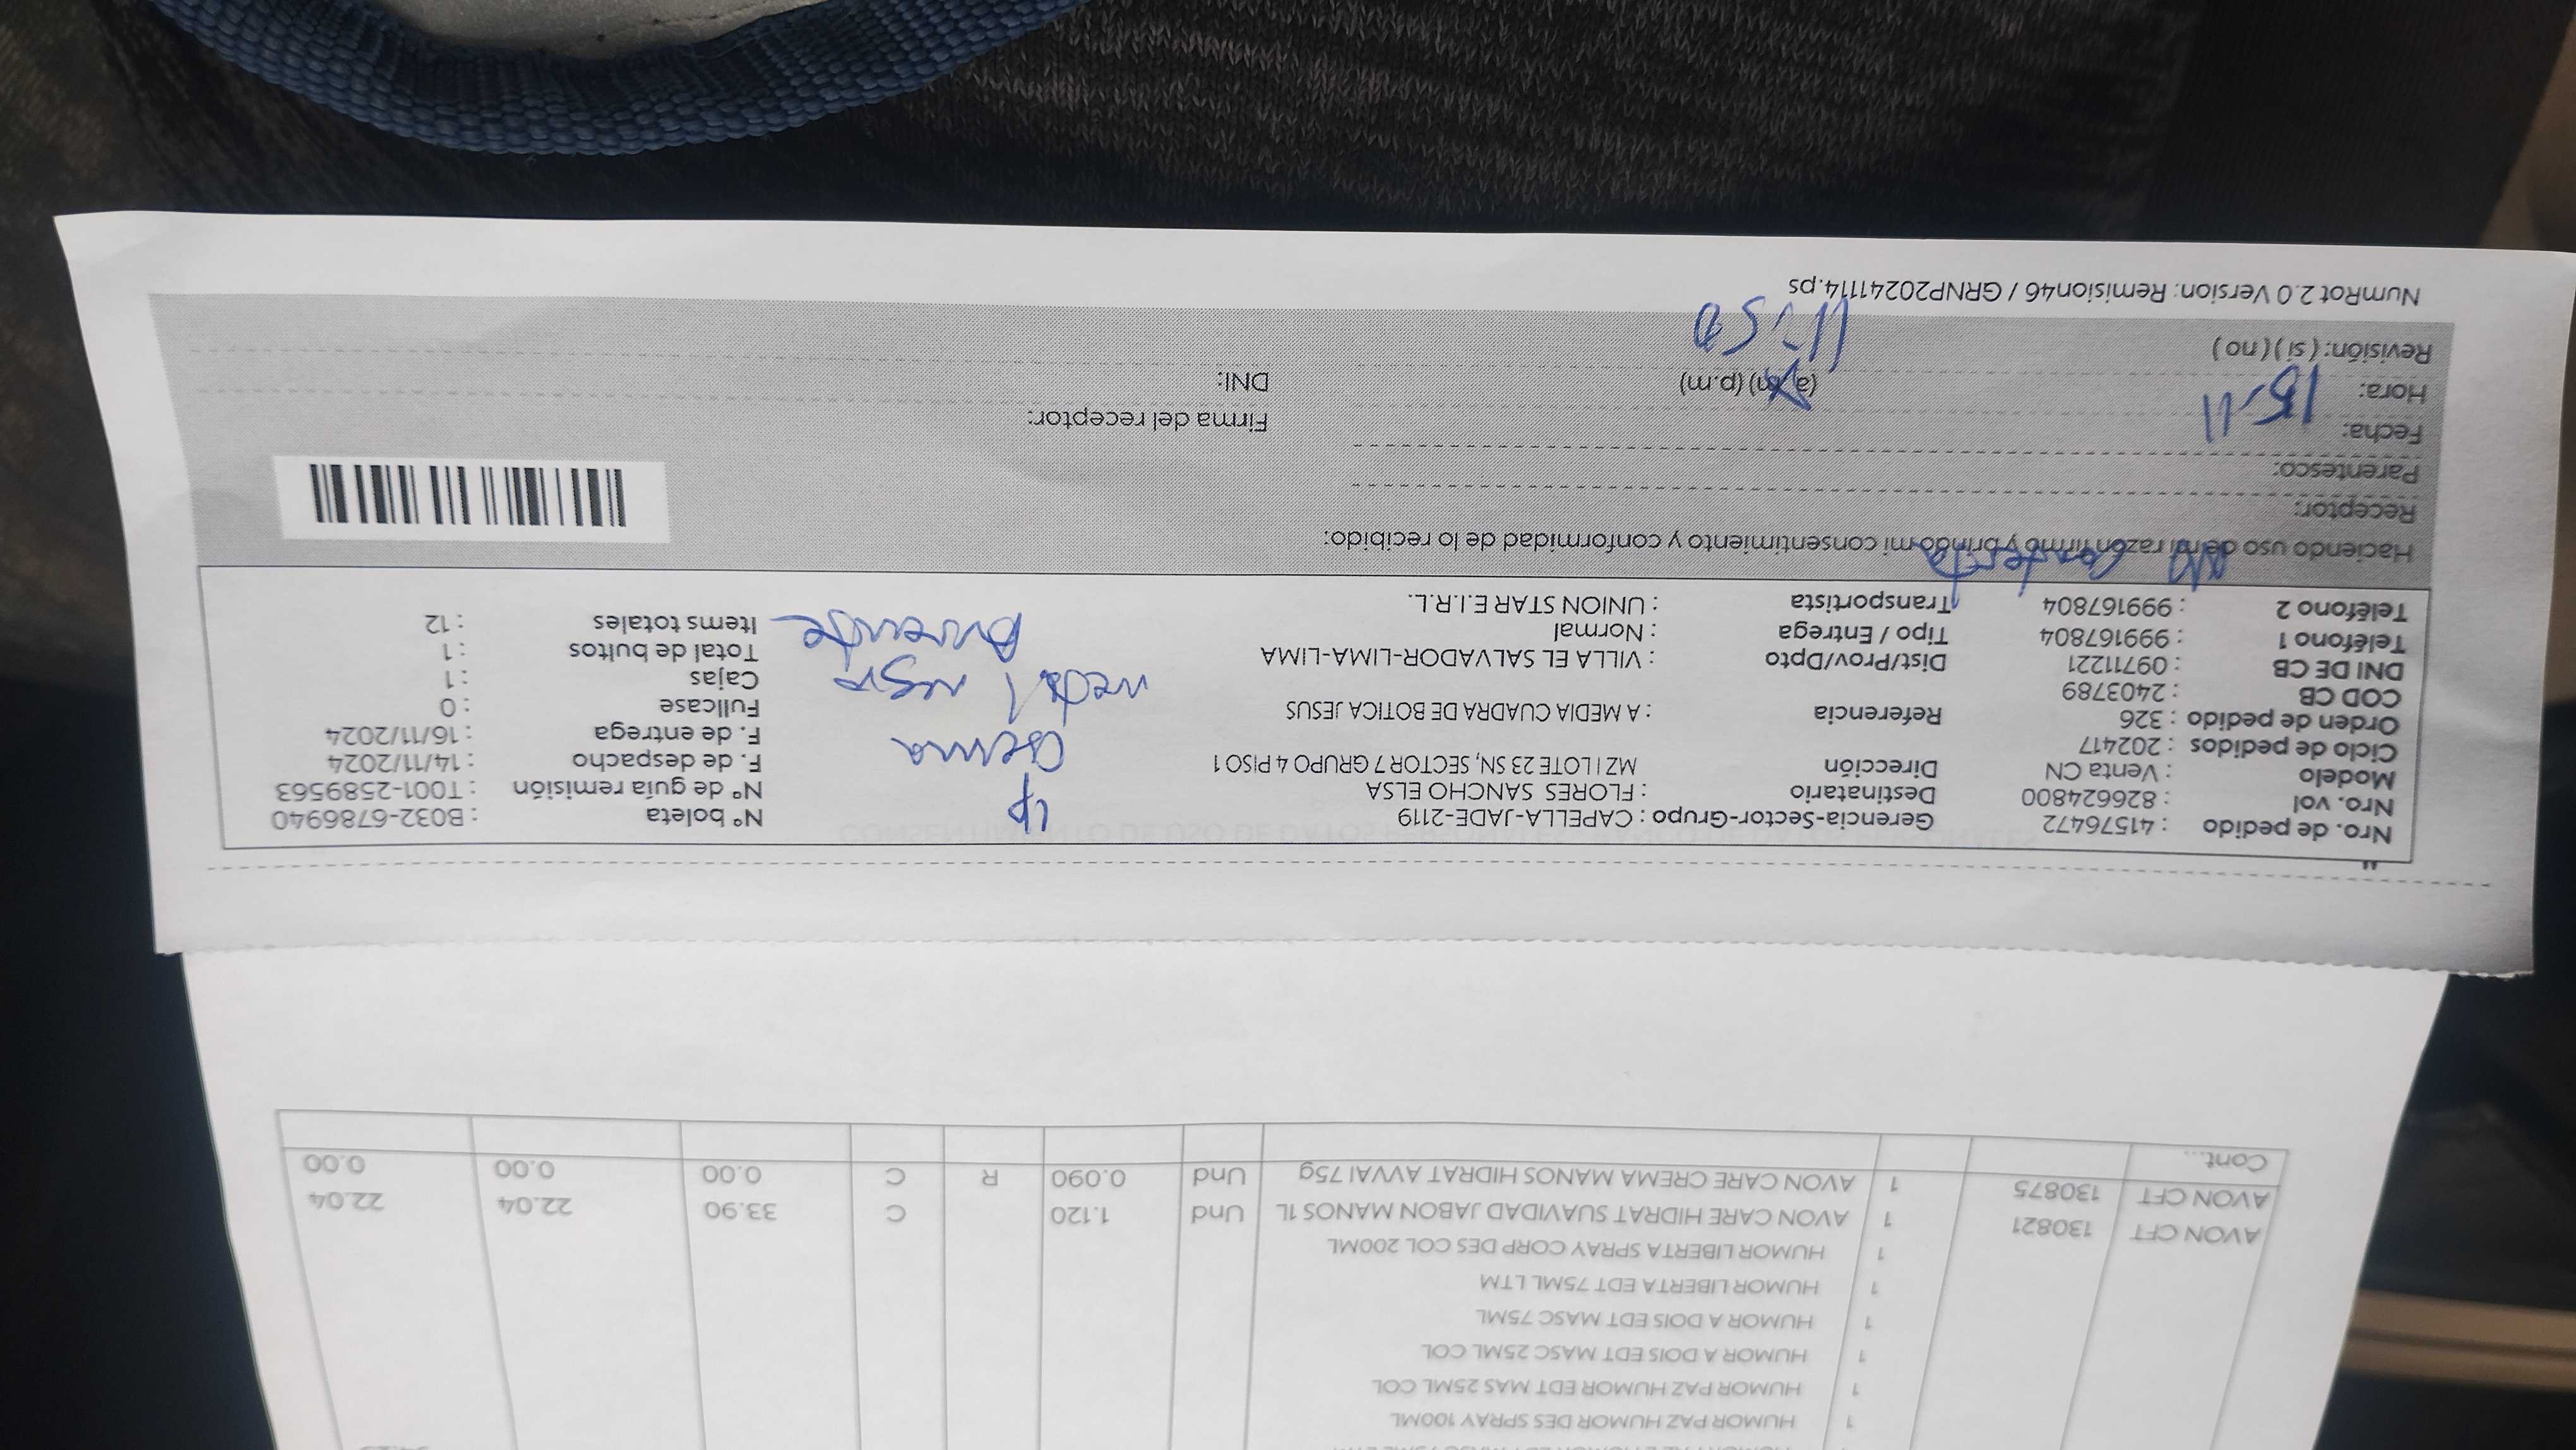 HUMOR PAZ HUMOR DES SPRAY 100ML 1
HUMOR PAZ HUMOR EDT MAS 25ML COL 1
HUMOR A DOIS EDT MASC 25ML COL 1
HUMOR A DOIS EDT MASC 75ML 1
HUMOR LIBERTA EDT 75ML LTM 1
HUMOR LIBERTA SPRAY CORP DES COL 200ML 1
AVON CFT 130821 1 AVON CARE HIDRAT SUAVIDAD JABON MANOS 1L Und 1.120 C 33.90 22.04 22.04
AVON CFT 130875 1 AVON CARE CREMA MANOS HIDRAT AVVAI 75g Und 0.090 R C 0.00 0.00 0.00
Cont...
Nro. de pedido : 41576472 Gerencia-Sector-Grupo : CAPELLA-JADE-2119 Nº boleta : B032-6786940
Nro. vol : 826624800 Destinatario : FLORES SANCHO ELSA 1p Nº de guía remisión : T001-2589563
Modelo : Venta CN Dirección MZ I LOTE 23 SN, SECTOR 7 GRUPO 4 PISO 1 F. de despacho : 14/11/2024
Ciclo de pedidos : 202417 Crema F. de entrega : 16/11/2024
Orden de pedido : 326 Referencia : A MEDIA CUADRA DE BOTICA JESUS Fullcase : 0
COD CB : 2403789 metal negro Cajas : 1
DNI DE CB : 09711221 Dist/Prov/Dpto : VILLA EL SALVADOR-LIMA-LIMA Total de bultos : 1
Teléfono 1 : 999167804 Tipo / Entrega : Normal Ausente Items totales : 12
Teléfono 2 : 999167804 Transportista : UNION STAR E.I.R.L.
No contesta
Haciendo uso de mi razón firmo y brindo mi consentimiento y conformidad de lo recibido:
Receptor:
Parentesco:
Fecha: 15-11 Firma del receptor:
Hora: (a.m) (p.m) DNI:
Revisión: ( si ) ( no ) 11:50
NumRot 2.0 Version: Remision46 / GRNP20241114.ps